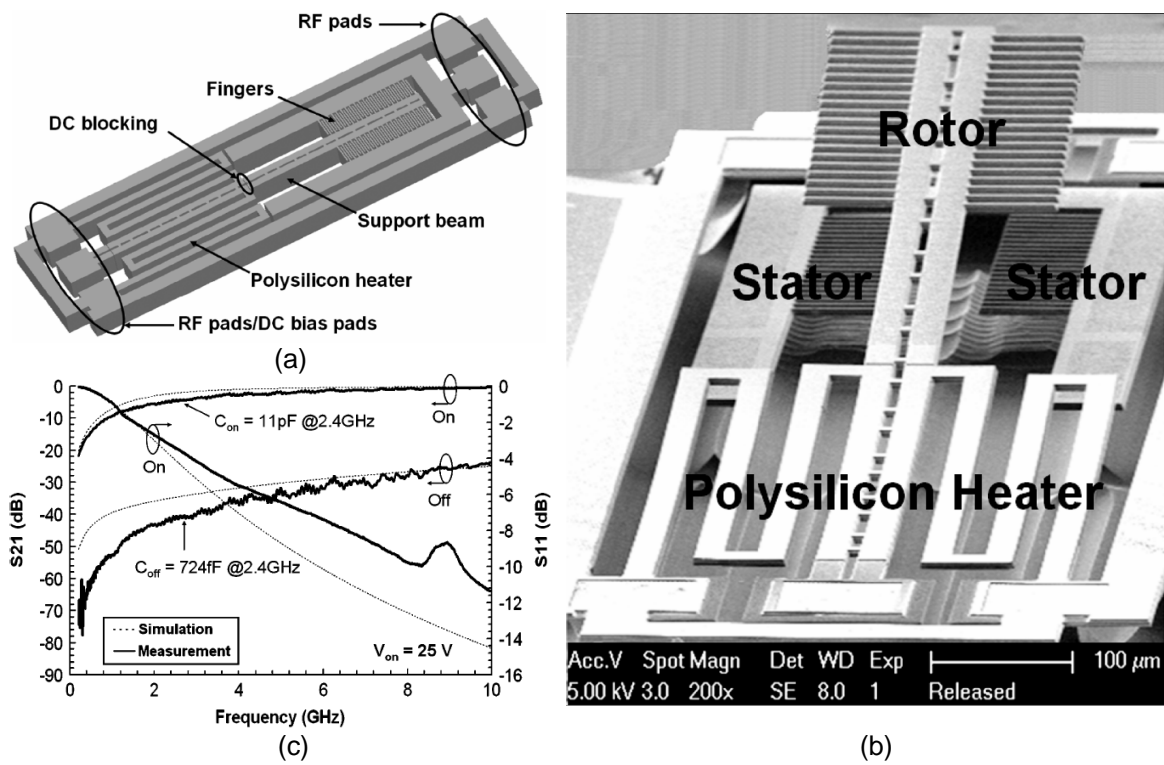 RF pads
Fingers
DC blocking
Support beam
Polysilicon heater
RF pads/DC bias pads
(a)
Rotor
Stator Stator
Polysilicon Heater
Acc.V Spot Magn Det WD Exp 100 µm
5.00 kV 3.0 200x SE 8.0 1 Released
(b)
0
-10
-20
-30
-40
-50
-60
-70
-80
-90
S21 (dB)
0
-2
-4
-6
-8
-10
-12
-14
-16
S11 (dB)
On
Con = 11pF @2.4GHz
On
Off
Coff = 724fF @2.4GHz
Simulation
Measurement
Von = 25 V
0 2 4 6 8 10
Frequency (GHz)
(c)